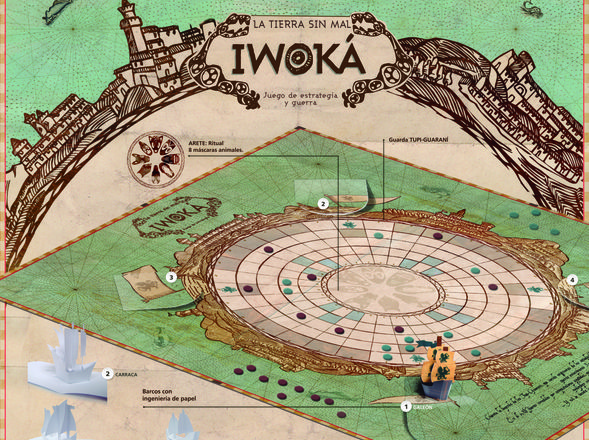 LA TIERRA SIN MAL
IWOKÁ
Juego de estrategia
y guerra
ARETE: Ritual
8 máscaras animales.
Guarda TUPI-GUARANÍ
2
IWOKÁ
3
4
2 CARRACA
Barcos con
ingeniería de papel
1 GALEÓN